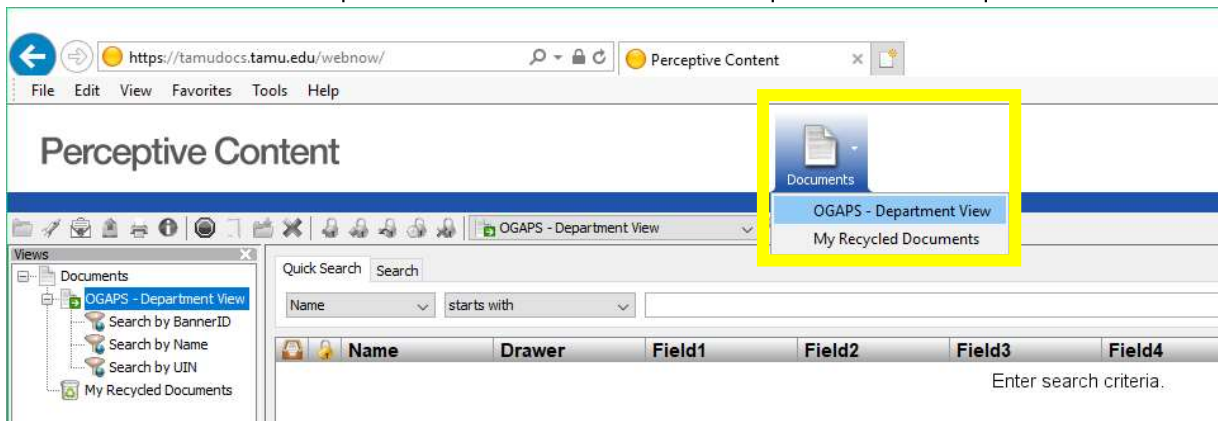 https://tamudocs.tamu.edu/webnow/ Perceptive Content
File Edit View Favorites Tools Help
Perceptive Content
Documents
OGAPS - Department View
My Recycled Documents
OGAPS - Department View
Views
Documents
OGAPS - Department View
Search by BannerID
Search by Name
Search by UIN
My Recycled Documents
Quick Search Search
Name starts with
Name Drawer Field1 Field2 Field3 Field4
Enter search criteria.